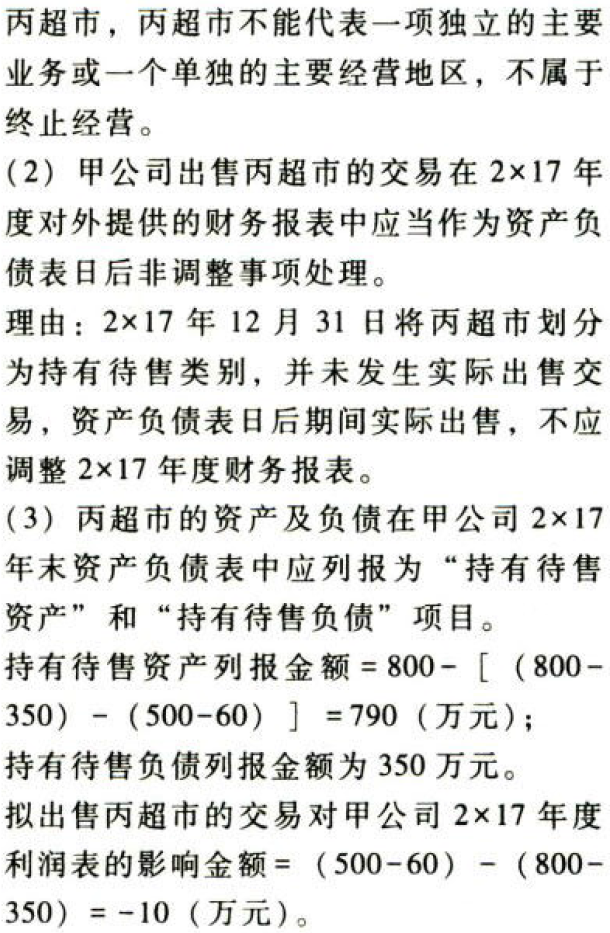 丙超市，丙超市不能代表一项独立的主要
业务或一个单独的主要经营地区，不属于
终止经营。
(2) 甲公司出售丙超市的交易在 2×17 年
度对外提供的财务报表中应当作为资产负
债表日后非调整事项处理。
理由：2×17 年 12 月 31 日将丙超市划分
为持有待售类别，并未发生实际出售交
易，资产负债表日后期间实际出售，不应
调整 2×17 年度财务报表。
(3) 丙超市的资产及负债在甲公司 2×17
年末资产负债表中应列报为“持有待售
资产”和“持有待售负债”项目。
持有待售资产列报金额 = 800-［（800-
350）-（500-60）］=790（万元）；
持有待售负债列报金额为 350 万元。
拟出售丙超市的交易对甲公司 2×17 年度
利润表的影响金额 =（500-60）-（800-
350）= -10（万元）。